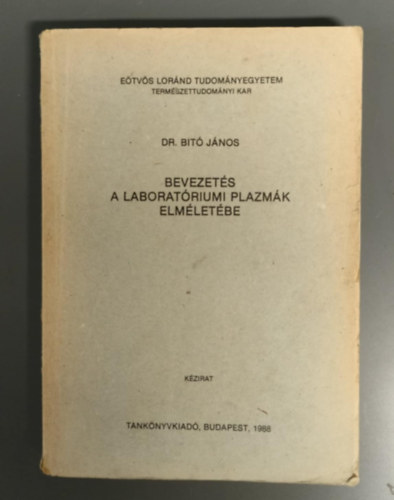 EÖTVÖS LORÁND TUDOMÁNYEGYETEM
TERMÉSZETTUDOMÁNYI KAR
DR. BITÓ JÁNOS
BEVEZETÉS
A LABORATÓRIUMI PLAZMÁK
ELMÉLETÉBE
KÉZIRAT
TANKÖNYVKIADÓ, BUDAPEST, 1988